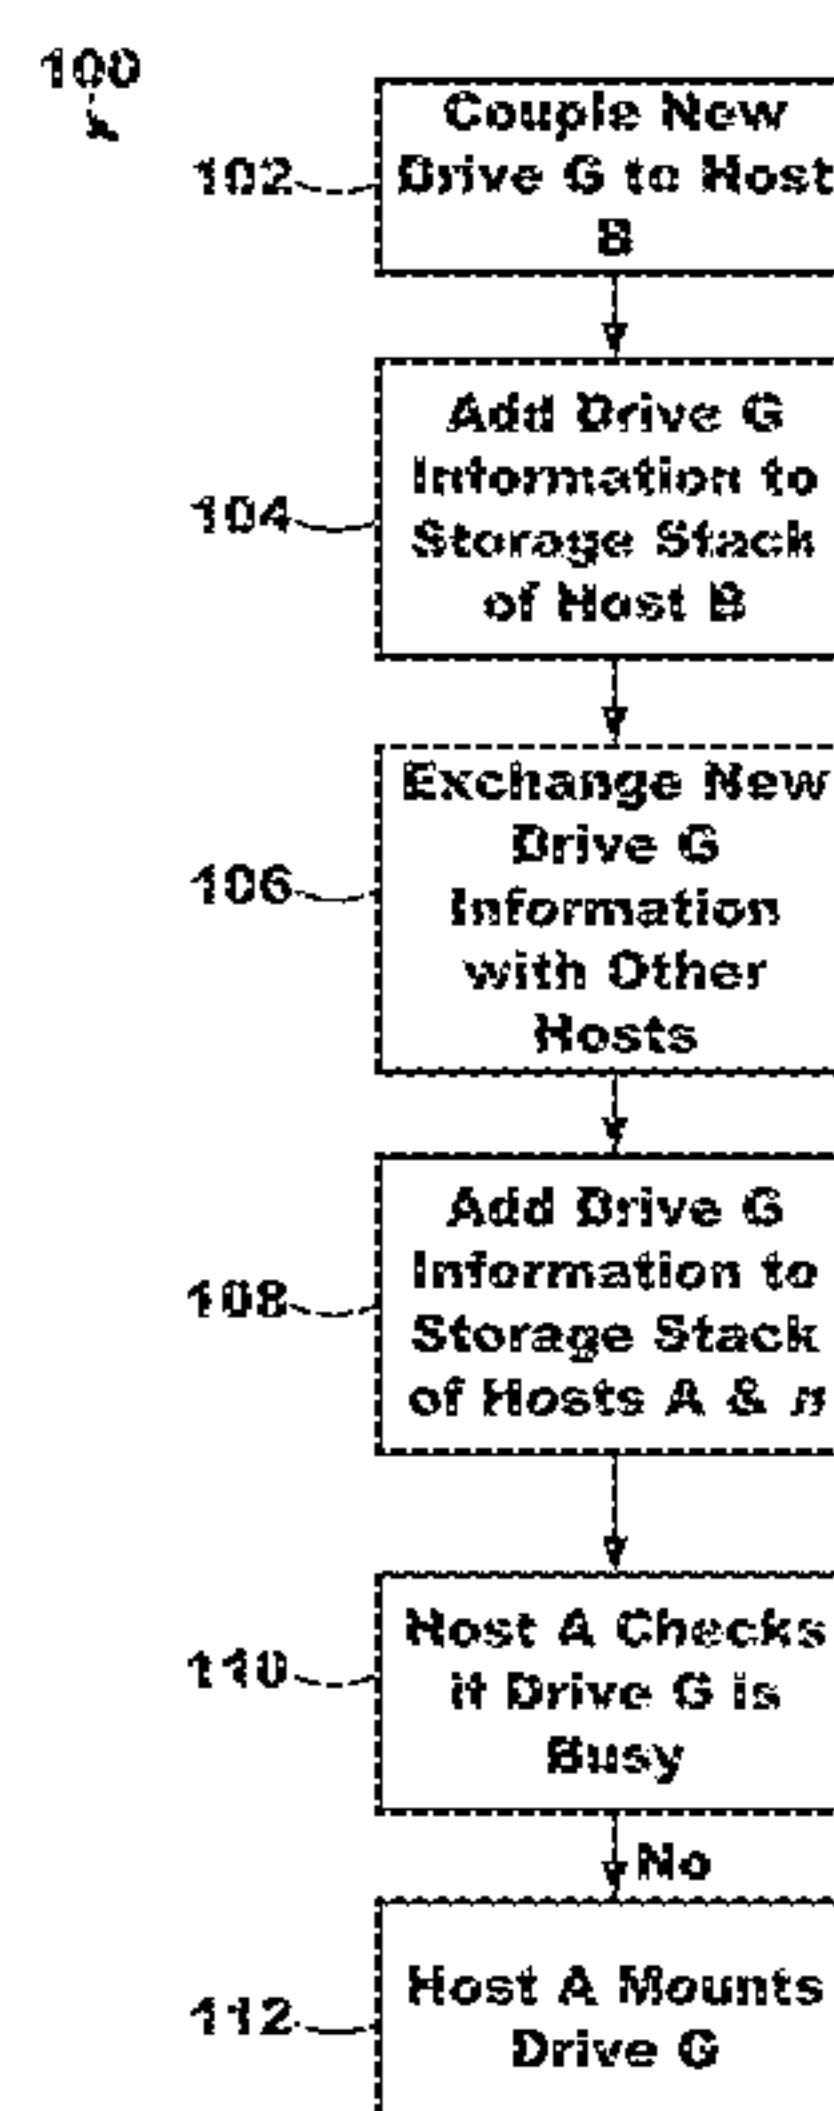 100
102
Couple New
Drive G to Host
B
104
Add Drive G
Information to
Storage Stack
of Host B
106
Exchange New
Drive G
Information
with Other
Hosts
108
Add Drive G
Information to
Storage Stack
of Hosts A & n
110
Host A Checks
if Drive G is
Busy
No
112
Host A Mounts
Drive G